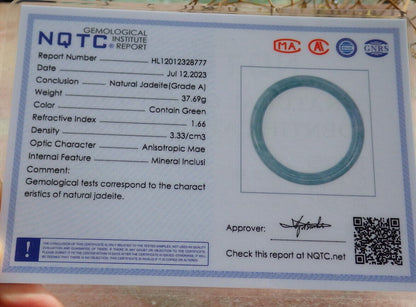 GEMOLOGICAL
NQTC INSTITUTE
® REPORT
MA
CNAS
GNRS
Report Number HL12012328777
Date Jul 12.2023
Conclusion Natural Jadeite(Grade A)
Weight 37.69g
Color Contain Green
Refractive Index 1.66
Density 3.33/cm3
Optic Character Anisotropic Mae
Internal Feature Mineral Inclusi
Comment:
Gemological tests correspond to the charact
eristics of natural jadeite.
Approver:
Check this report at NQTC.net